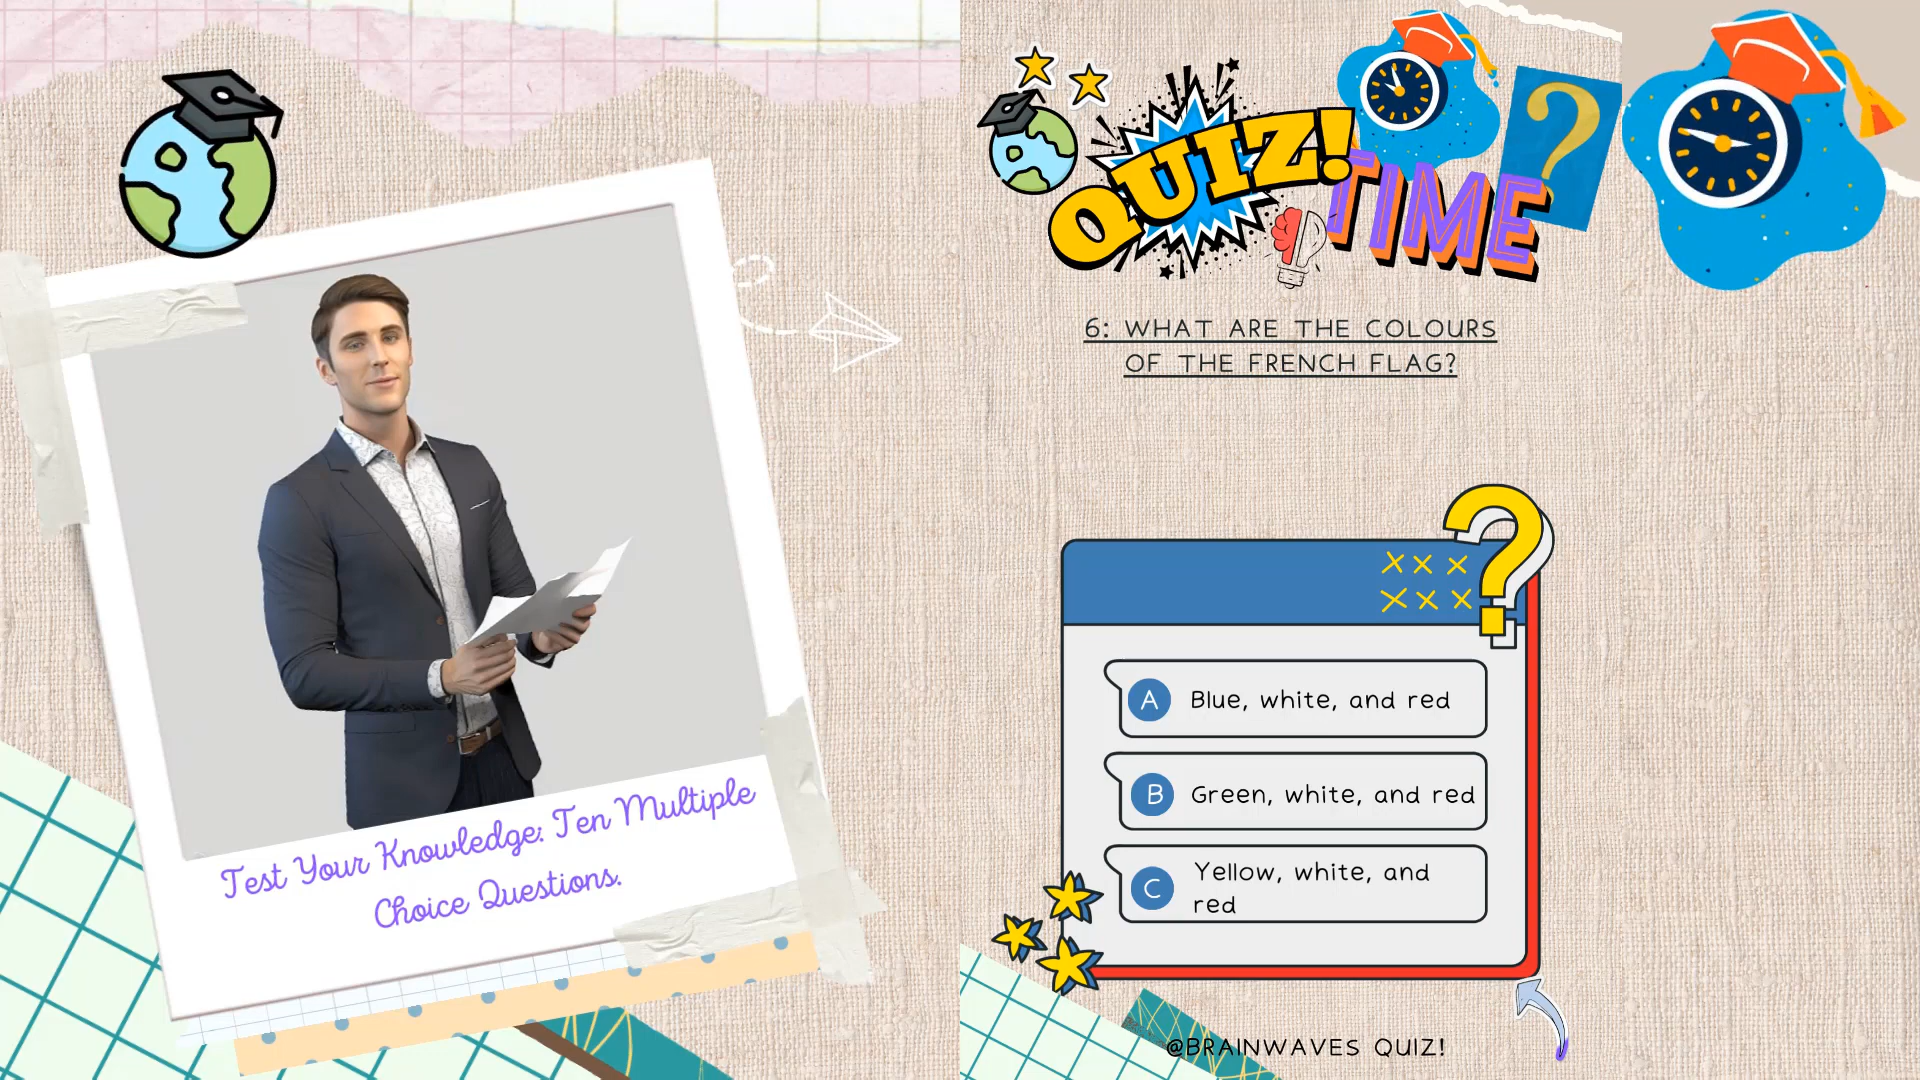 Test Your Knowledge: Ten Multiple
Choice Questions.
QUIZ!
TIME
?
6: WHAT ARE THE COLOURS
OF THE FRENCH FLAG?
?
A Blue, white, and red
B Green, white, and red
C Yellow, white, and
red
@BRAINWAVES QUIZ!